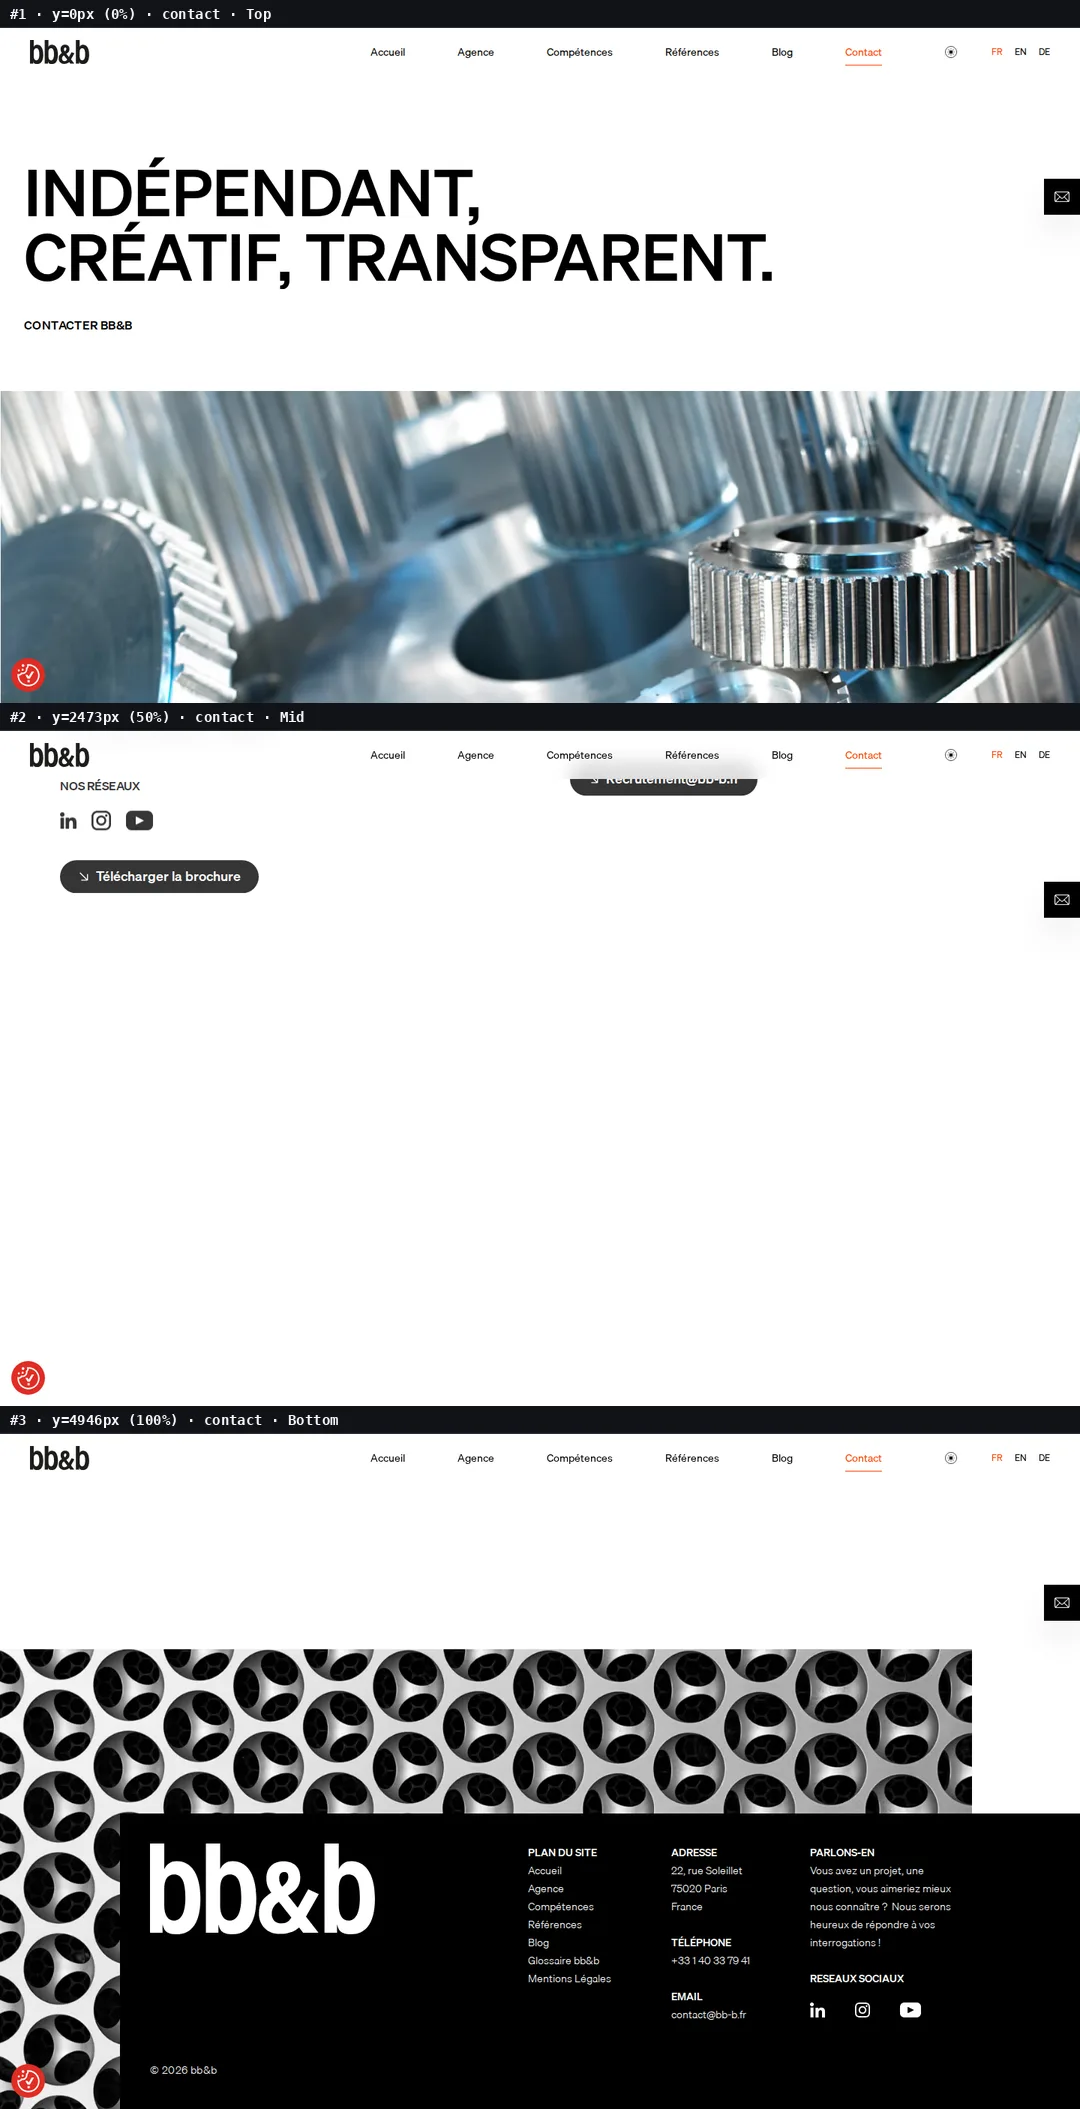 #1 · y=0px (0%) · contact · Top
bb&b
Accueil Agence Compétences Références Blog Contact FR EN DE
INDÉPENDANT,
CRÉATIF, TRANSPARENT.
CONTACTER BB&B
#2 · y=2473px (50%) · contact · Mid
bb&b
Accueil Agence Compétences Références Blog Contact FR EN DE
NOS RÉSEAUX
Recrutement@bb-b.fr
Télécharger la brochure
#3 · y=4946px (100%) · contact · Bottom
bb&b
Accueil Agence Compétences Références Blog Contact FR EN DE
bb&b
PLAN DU SITE
Accueil
Agence
Compétences
Références
Blog
Glossaire bb&b
Mentions Légales
ADRESSE
22, rue Soleillet
75020 Paris
France
TÉLÉPHONE
+33 1 40 33 79 41
EMAIL
contact@bb-b.fr
PARLONS-EN
Vous avez un projet, une
question, vous aimeriez mieux
nous connaître ? Nous serons
heureux de répondre à vos
interrogations !
RESEAUX SOCIAUX
© 2026 bb&b